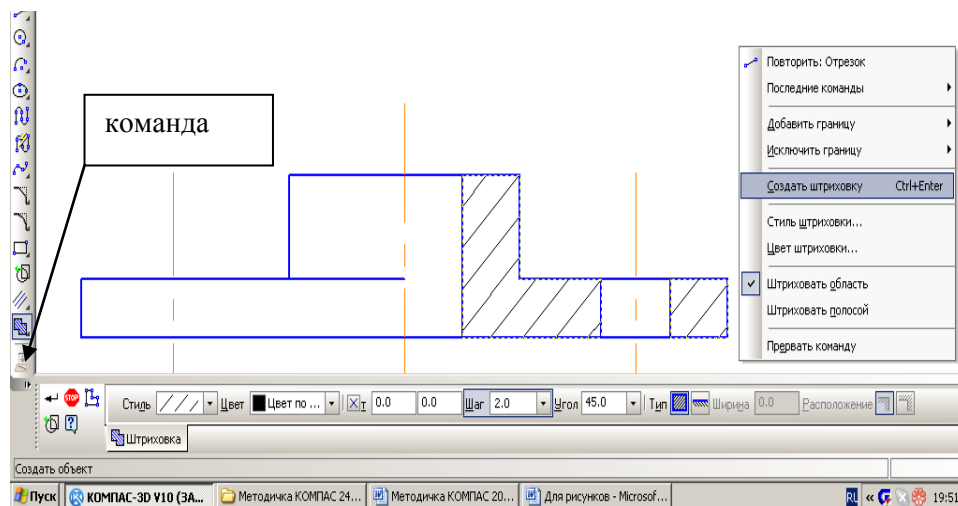 команда
Повторить: Отрезок
Последние команды
Добавить границу
Исключить границу
Создать штриховку Ctrl+Enter
Стиль штриховки...
Цвет штриховки...
Штриховать область
Штриховать полосой
Прервать команду
STOP Стиль Цвет Цвет по ... т 0.0 0.0 Шаг 2.0 Угол 45.0 Тип Ширина 0.0 Расположение
Штриховка
Создать объект
Пуск КОМПАС-3D V10 (ЗА... Методичка КОМПАС 24... Методичка КОМПАС 20... Для рисунков - Microsof... RL « 19:51